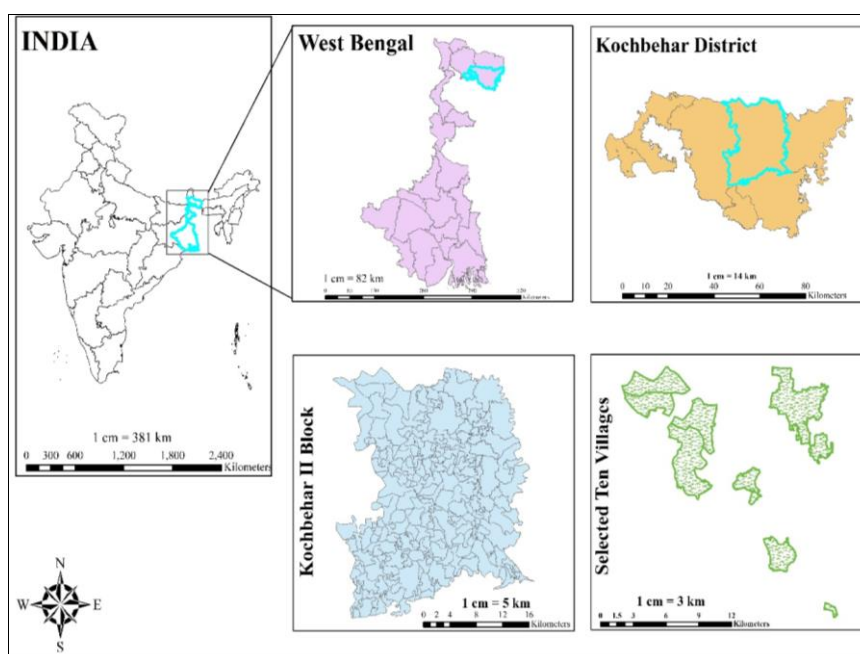 INDIA
1 cm = 381 km
0 300 600 1,200 1,800 2,400
Kilometers
West Bengal
1 cm = 82 km
Kilometers
Kochbehar District
1 cm = 14 km
0 10 20 40 60 80
Kilometers
Kochbehar II Block
1 cm = 5 km
0 2 4 8 12 16
Kilometers
Selected Ten Villages
1 cm = 3 km
0 1.5 3 6 9 12
Kilometers
N
W E
S